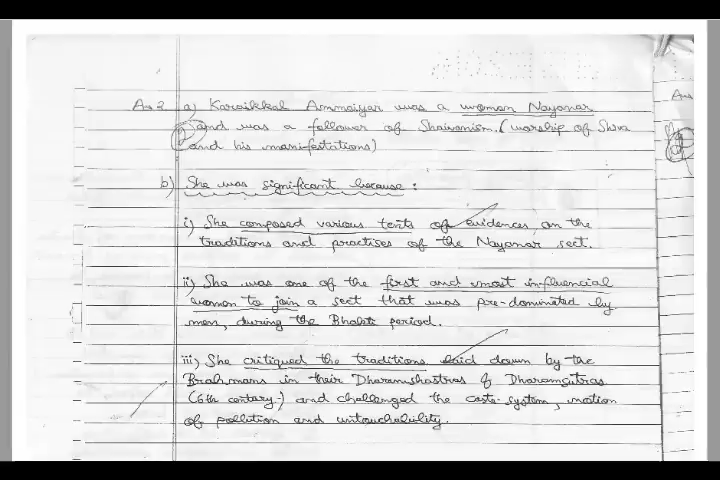 Ans 2 a) Karaikkal Ammaiyar was a women Nayanar
and was a follower of Shaivanism. (worship of Shiva
and his manifestations)
b) She was significant because :
i) She composed various texts of evidences, on the
traditions and practises of the Nayanar sect.
ii) She was one of the first and most influencial
women to join a sect that was pre-dominated by
men, during the Bhakti period.
iii) She critiqued the traditions laid down by the
Brahmans in their Dharamshastras & Dharamsutras
(6th century) and challenged the caste-system, notion
of pollution and untouchability.
Ans